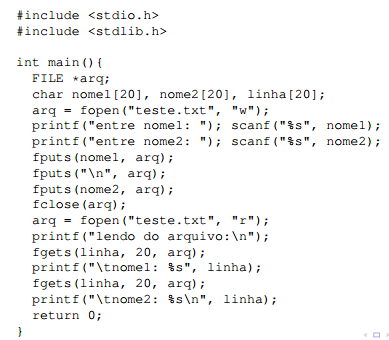 #include <stdio.h>
#include <stdlib.h>
int main(){
FILE *arq;
char nome1[20], nome2[20], linha[20];
arq = fopen("teste.txt", "w");
printf("entre nome1: "); scanf("%s", nome1);
printf("entre nome2: "); scanf("%s", nome2);
fputs(nome1, arq);
fputs("\n", arq);
fputs(nome2, arq);
fclose(arq);
arq = fopen("teste.txt", "r");
printf("lendo do arquivo:\n");
fgets(linha, 20, arq);
printf("\tnome1: %s", linha);
fgets(linha, 20, arq);
printf("\tnome2: %s\n", linha);
return 0;
}